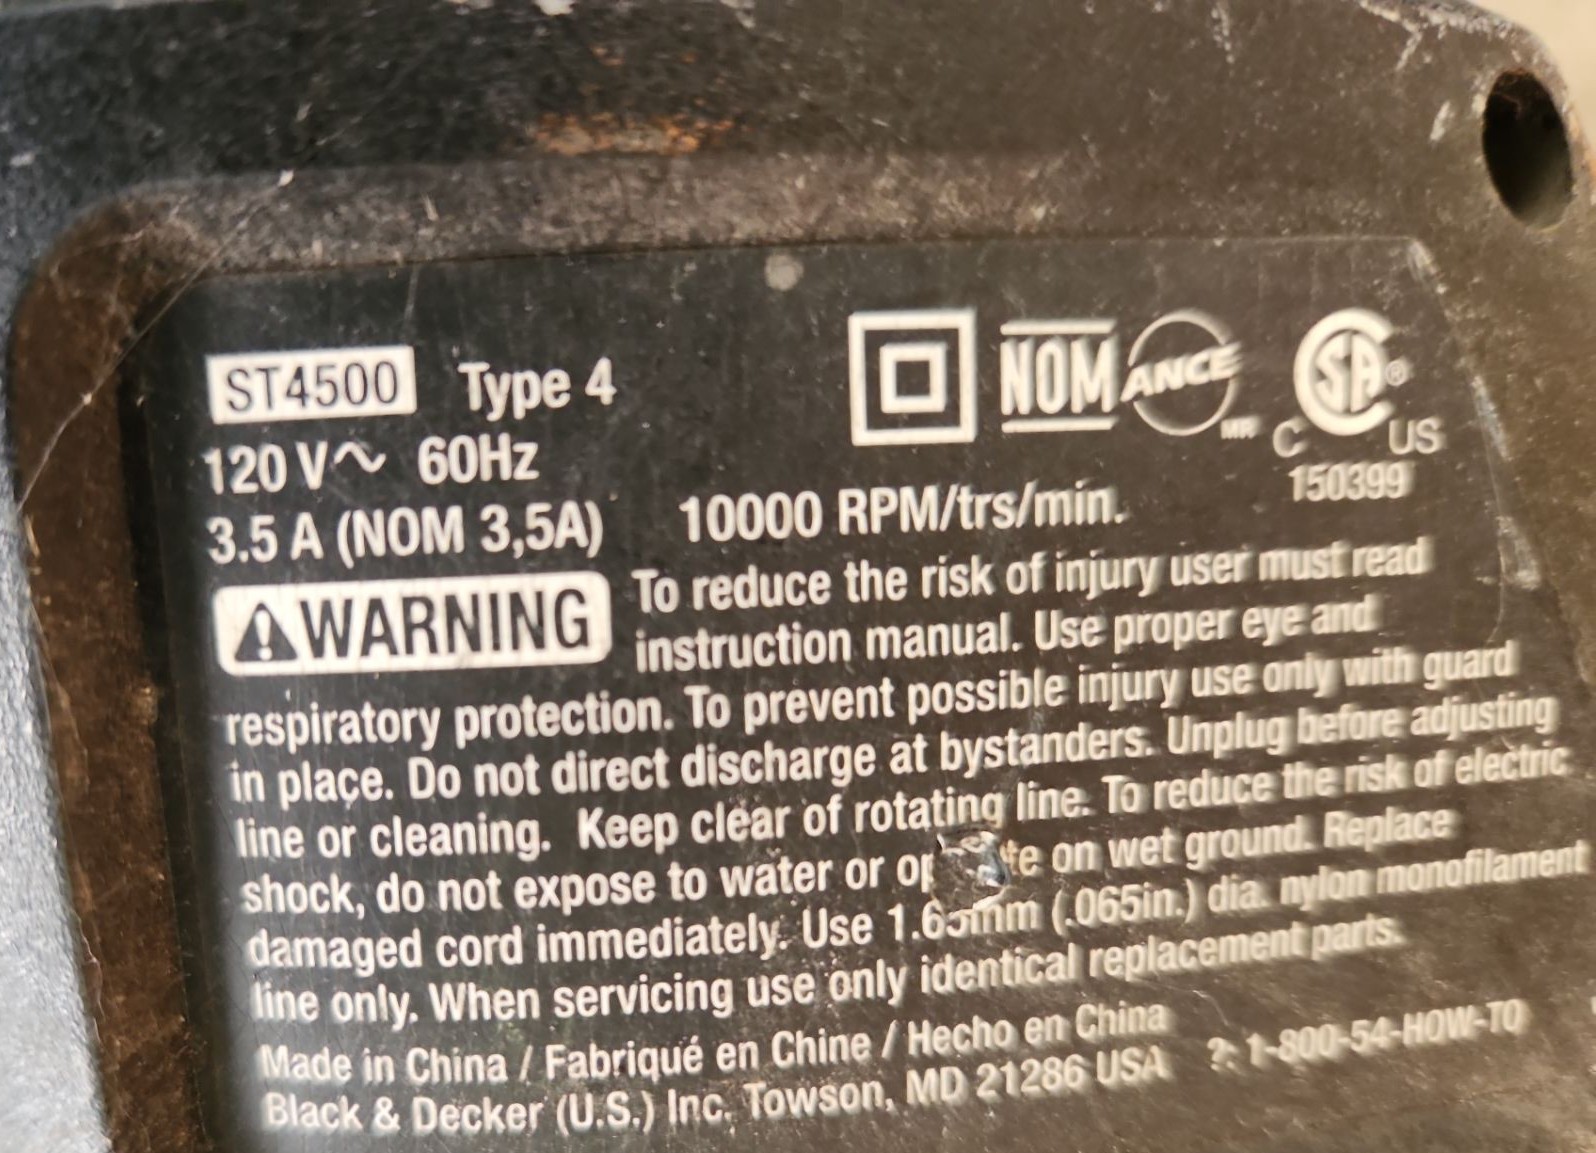 ST4500 Type 4
NOM ANCE MR CSA® C US
150399
120 V~ 60Hz
3.5 A (NOM 3,5A) 10000 RPM/trs/min.
WARNING To reduce the risk of injury user must read
instruction manual. Use proper eye and
respiratory protection. To prevent possible injury use only with guard
in place. Do not direct discharge at bystanders. Unplug before adjusting
line or cleaning. Keep clear of rotating line. To reduce the risk of electric
shock, do not expose to water or on wet ground. Replace
damaged cord immediately. Use 1.65mm (.065in.) dia. nylon monofilament
line only. When servicing use only identical replacement parts.
Made in China / Fabriqué en Chine / Hecho en China
Black & Decker (U.S.) Inc. Towson, MD 21286 USA ?: 1-800-54-HOW-TO